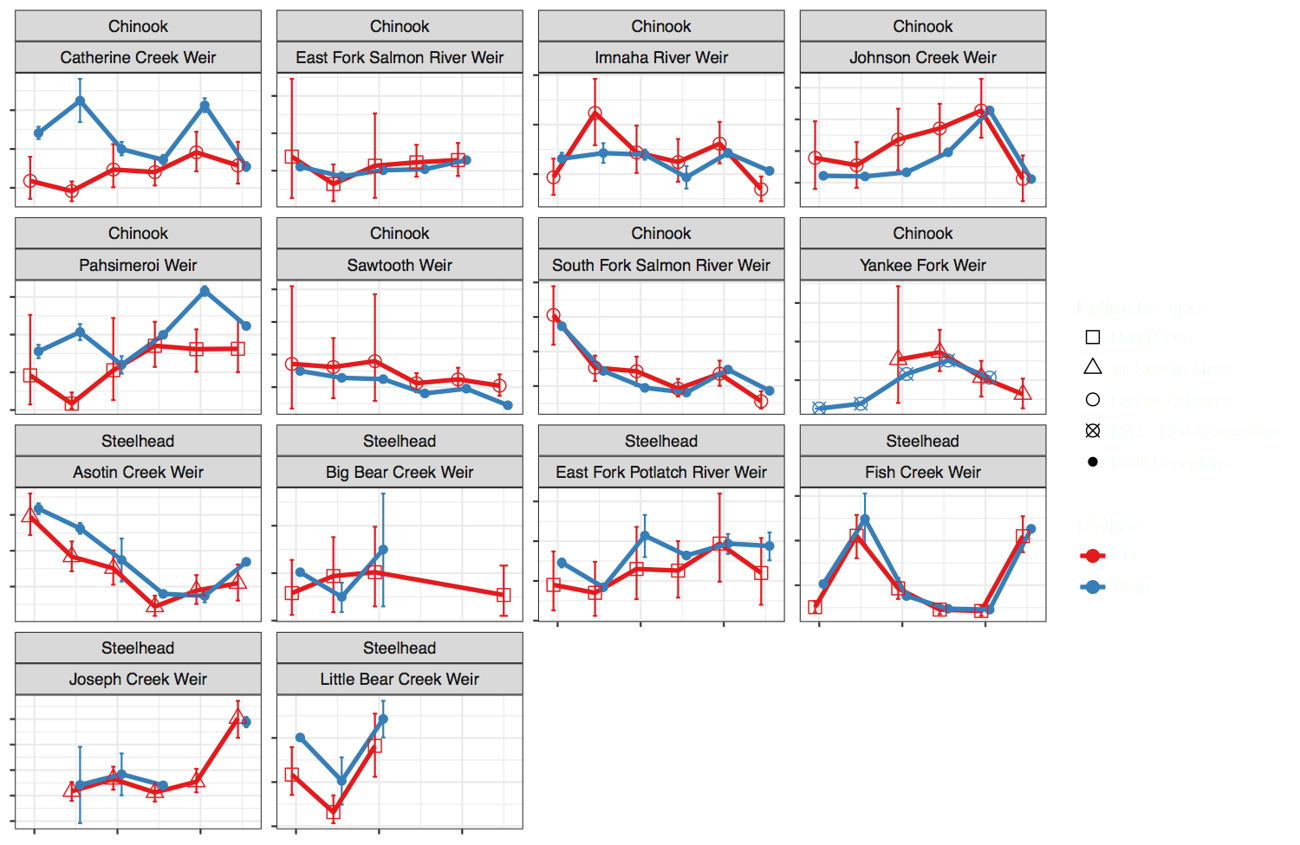 Chinook
Catherine Creek Weir
Chinook
East Fork Salmon River Weir
Chinook
Imnaha River Weir
Chinook
Johnson Creek Weir
Chinook
Pahsimeroi Weir
Chinook
Sawtooth Weir
Chinook
South Fork Salmon River Weir
Chinook
Yankee Fork Weir
Steelhead
Asotin Creek Weir
Steelhead
Big Bear Creek Weir
Steelhead
East Fork Potlatch River Weir
Steelhead
Fish Creek Weir
Steelhead
Joseph Creek Weir
Steelhead
Little Bear Creek Weir